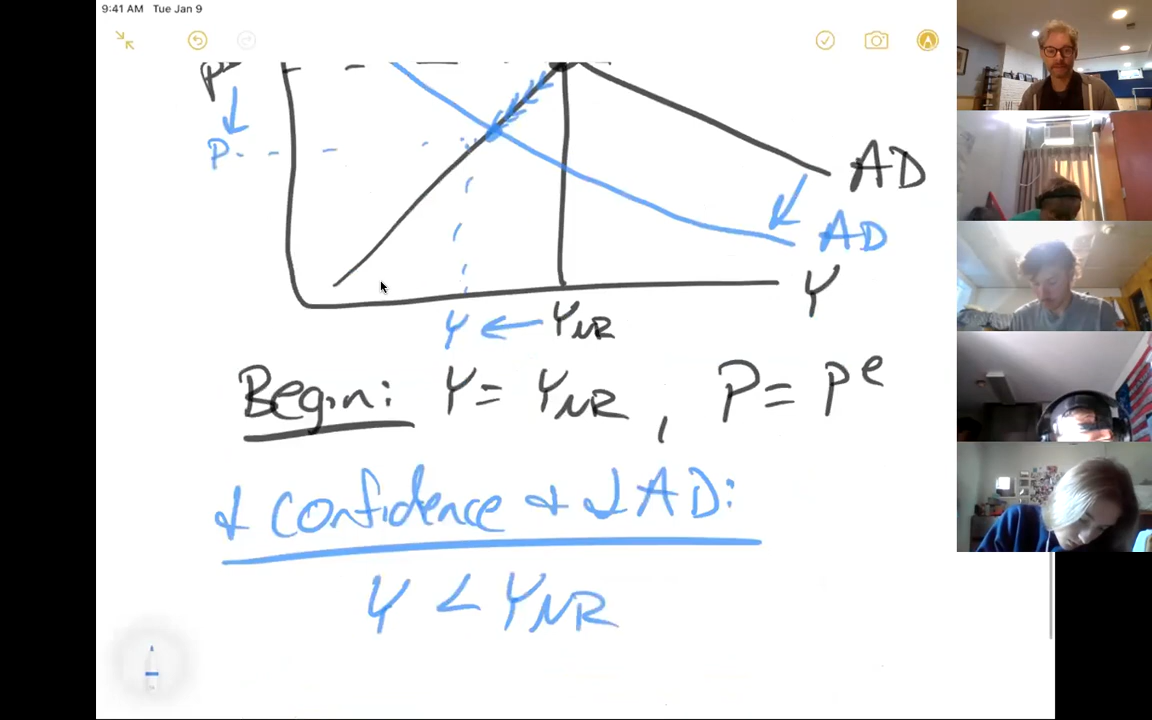 9:41 AM Tue Jan 9
P
AD
AD
Y
Y ← YNR
Begin: Y = YNR, P = Pe
↓ confidence → ↓ AD:
Y < YNR